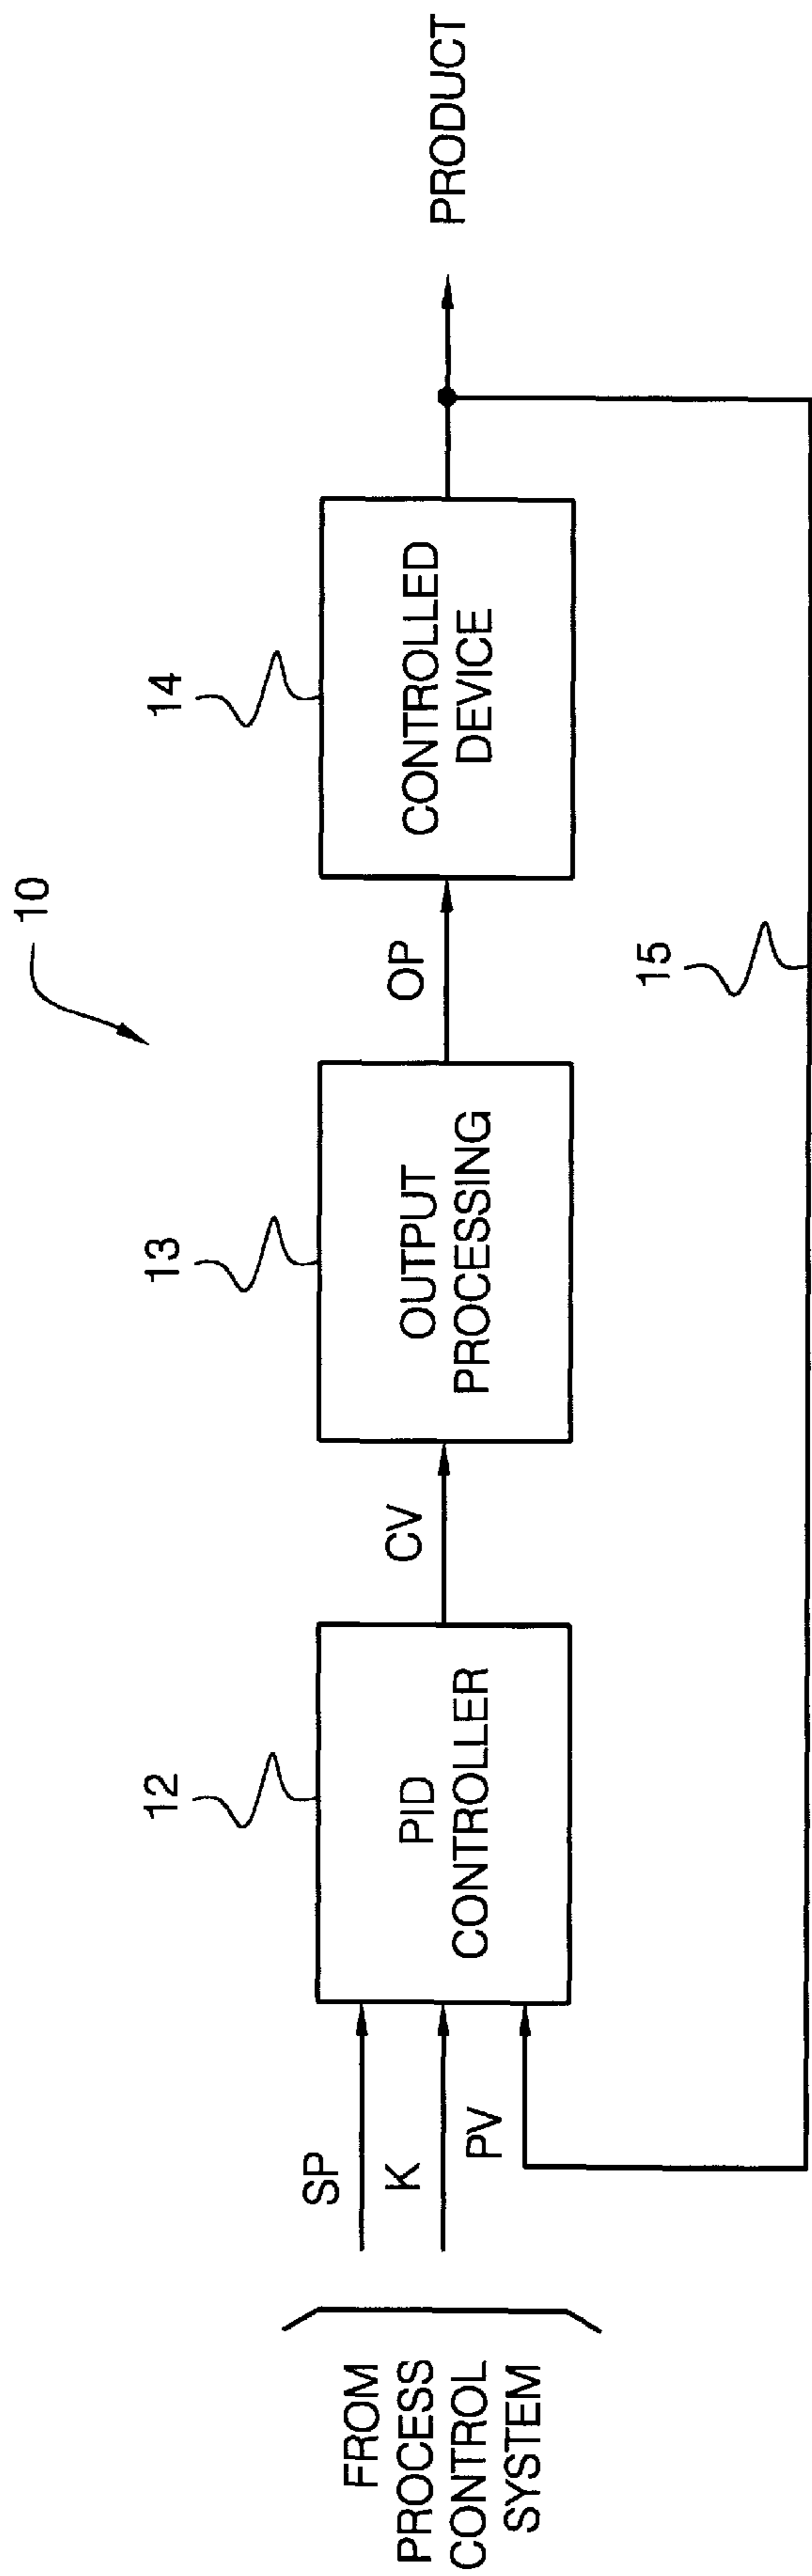 10
12
13
14
FROM
PROCESS
CONTROL
SYSTEM
SP
K
PV
PID
CONTROLLER
CV
OUTPUT
PROCESSING
OP
CONTROLLED
DEVICE
PRODUCT
15